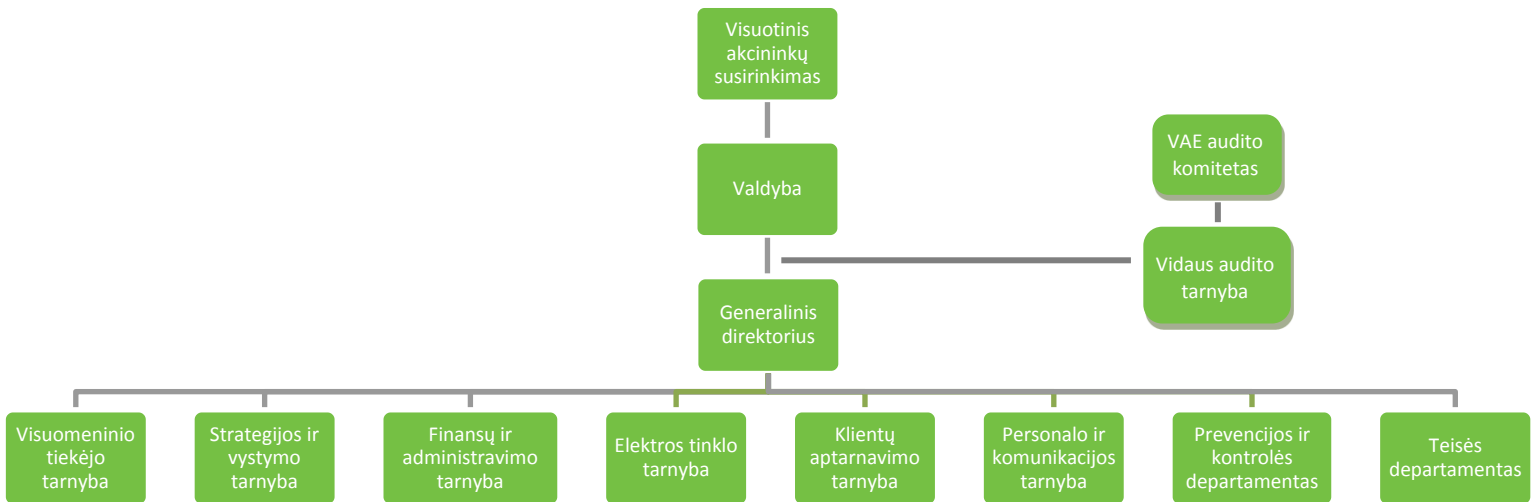 Visuotinis
akcininkų
susirinkimas
VAE audito
komitetas
Valdyba
Vidaus audito
tarnyba
Generalinis
direktorius
Visuomeninio
tiekėjo
tarnyba
Strategijos ir
vystymo
tarnyba
Finansų ir
administravimo
tarnyba
Elektros tinklo
tarnyba
Klientų
aptarnavimo
tarnyba
Personalo ir
komunikacijos
tarnyba
Prevencijos ir
kontrolės
departamentas
Teisės
departamentas